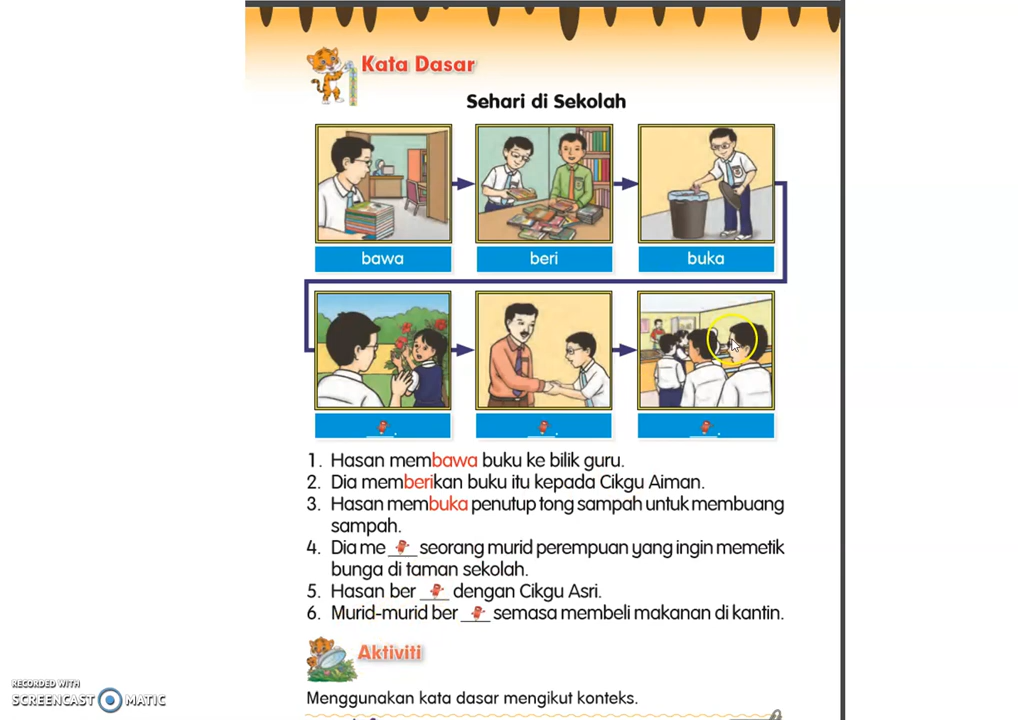 Kata Dasar
Sehari di Sekolah
bawa
beri
buka
1. Hasan membawa buku ke bilik guru.
2. Dia memberikan buku itu kepada Cikgu Aiman.
3. Hasan membuka penutup tong sampah untuk membuang
sampah.
4. Dia me ___ seorang murid perempuan yang ingin memetik
bunga di taman sekolah.
5. Hasan ber ___ dengan Cikgu Asri.
6. Murid-murid ber ___ semasa membeli makanan di kantin.
Aktiviti
Menggunakan kata dasar mengikut konteks.
RECORDED WITH
SCREENCAST MATIC